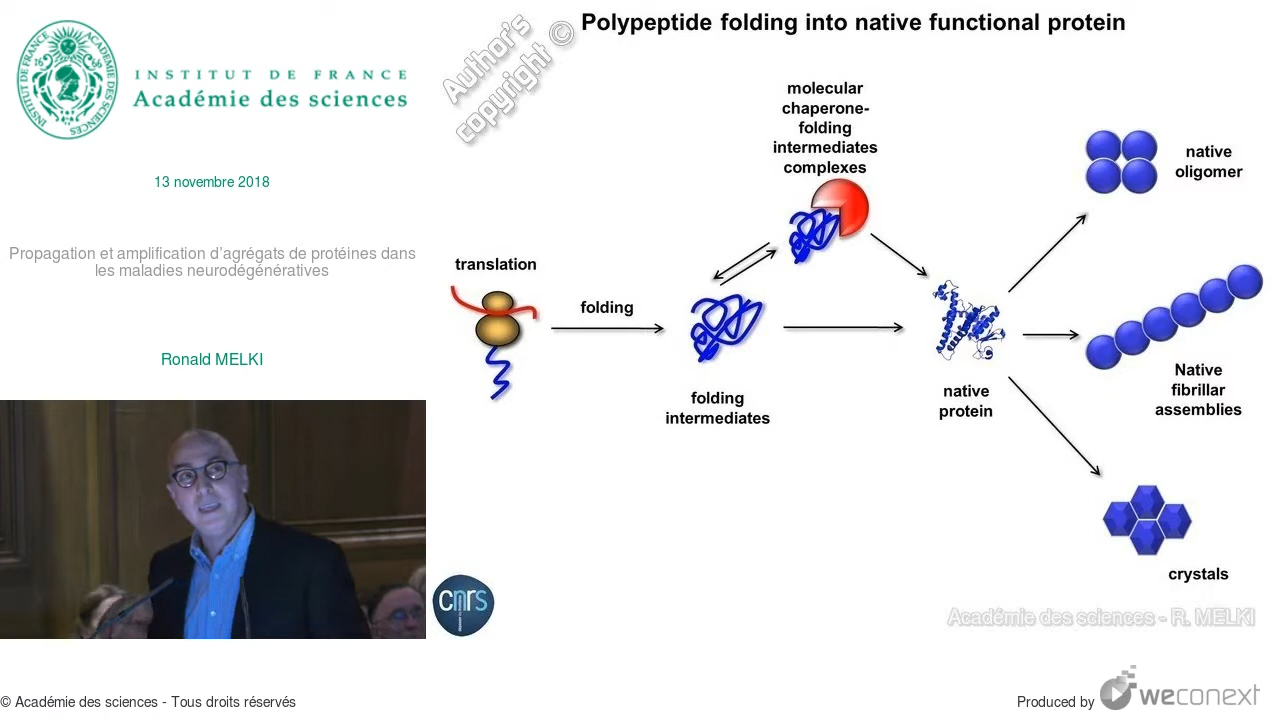 INSTITUT DE FRANCE
Académie des sciences
13 novembre 2018
Propagation et amplification d'agrégats de protéines dans
les maladies neurodégénératives
Ronald MELKI
Author's
copyright ©
Polypeptide folding into native functional protein
molecular
chaperone-
folding
intermediates
complexes
native
oligomer
translation
folding
folding
intermediates
native
protein
Native
fibrillar
assemblies
crystals
cnrs
Académie des sciences - R. MELKI
© Académie des sciences - Tous droits réservés
Produced by
weconext